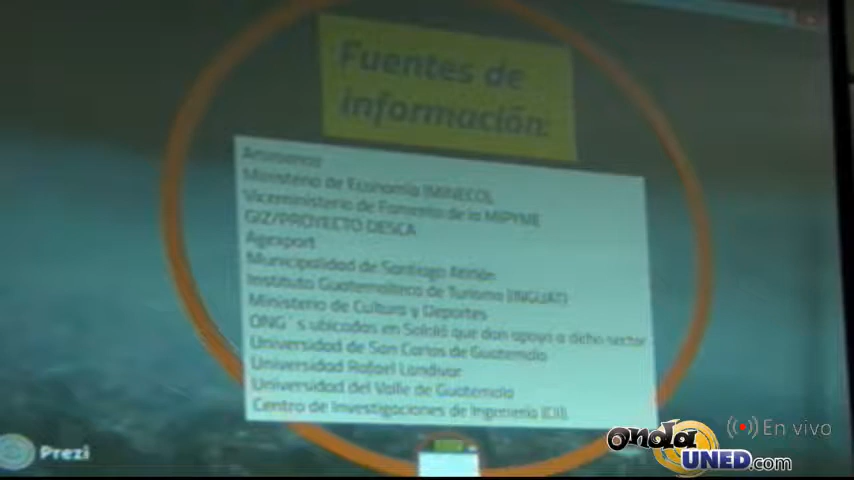 Fuentes de
información:
Artesanos
Ministerio de Economía (MINECO),
Viceministerio de Fomento de la MIPYME
GIZ/PROYECTO DESCA
Agexport
Municipalidad de Santiago Atitlán
Instituto Guatemalteco de Turismo (INGUAT)
Ministerio de Cultura y Deportes
ONG´s ubicadas en Sololá que dan apoyo a dicho sector
Universidad de San Carlos de Guatemala
Universidad Rafael Landívar
Universidad del Valle de Guatemala
Centro de Investigaciones de Ingeniería (CII).
Prezi
En vivo
onda
UNED.com